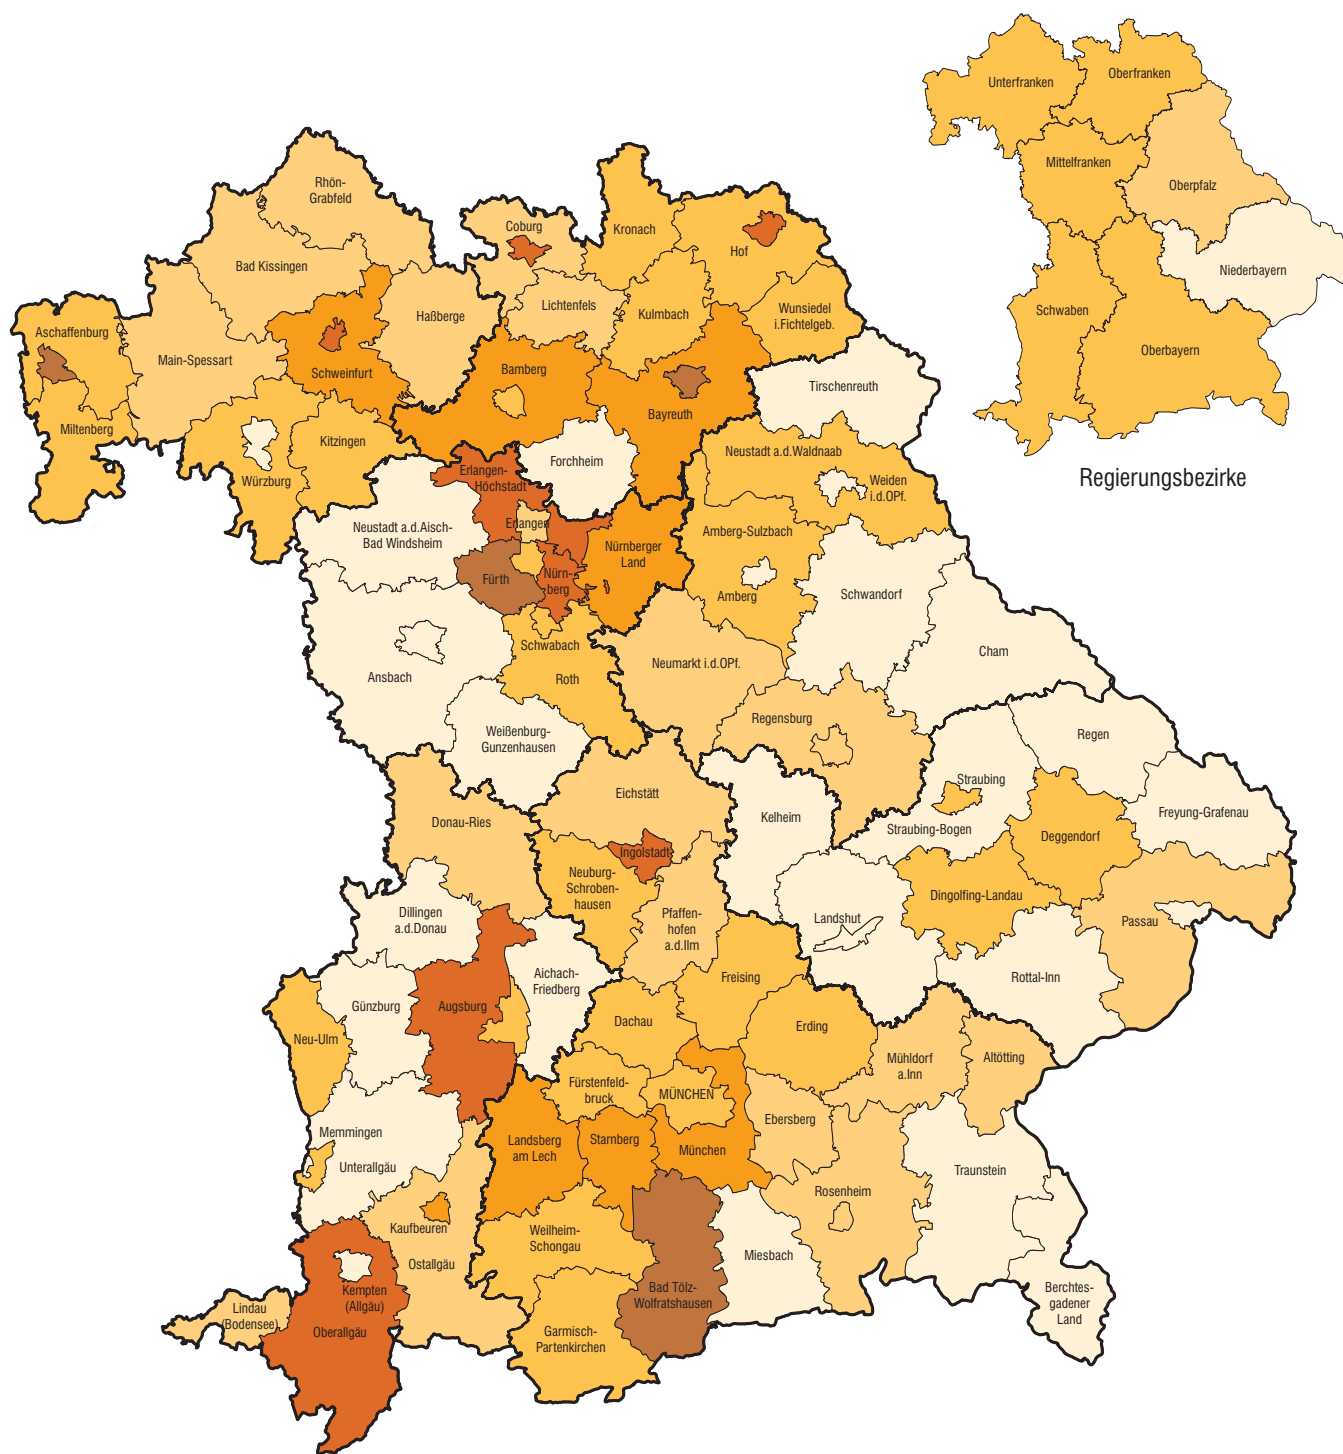 Unterfranken
Oberfranken
Mittelfranken
Oberpfalz
Niederbayern
Schwaben
Oberbayern
Regierungsbezirke
Rhön-
Grabfeld
Coburg
Kronach
Hof
Bad Kissingen
Lichtenfels
Kulmbach
Wunsiedel
i.Fichtelgeb.
Haßberge
Aschaffenburg
Main-Spessart
Schweinfurt
Bamberg
Bayreuth
Tirschenreuth
Miltenberg
Kitzingen
Würzburg
Forchheim
Neustadt a.d.Waldnaab
Weiden
i.d.OPf.
Erlangen-
Höchstadt
Neustadt a.d.Aisch-
Bad Windsheim
Erlangen
Fürth
Nürn-
berg
Nürnberger
Land
Amberg-Sulzbach
Amberg
Schwandorf
Cham
Ansbach
Schwabach
Roth
Neumarkt i.d.OPf.
Weißenburg-
Gunzenhausen
Regensburg
Regen
Straubing
Freyung-Grafenau
Straubing-Bogen
Deggendorf
Eichstätt
Donau-Ries
Kelheim
Ingolstadt
Neuburg-
Schroben-
hausen
Dingolfing-Landau
Passau
Pfaffen-
hofen
a.d.Ilm
Landshut
Dillingen
a.d.Donau
Rottal-Inn
Aichach-
Friedberg
Freising
Günzburg
Augsburg
Dachau
Erding
Neu-Ulm
Mühldorf
a.Inn
Altötting
Fürstenfeld-
bruck
MÜNCHEN
Ebersberg
Memmingen
Unterallgäu
Landsberg
am Lech
Starnberg
München
Traunstein
Rosenheim
Kaufbeuren
Ostallgäu
Weilheim-
Schongau
Miesbach
Bad Tölz-
Wolfratshausen
Berchtes-
gadener
Land
Kempten
(Allgäu)
Lindau
(Bodensee)
Oberallgäu
Garmisch-
Partenkirchen